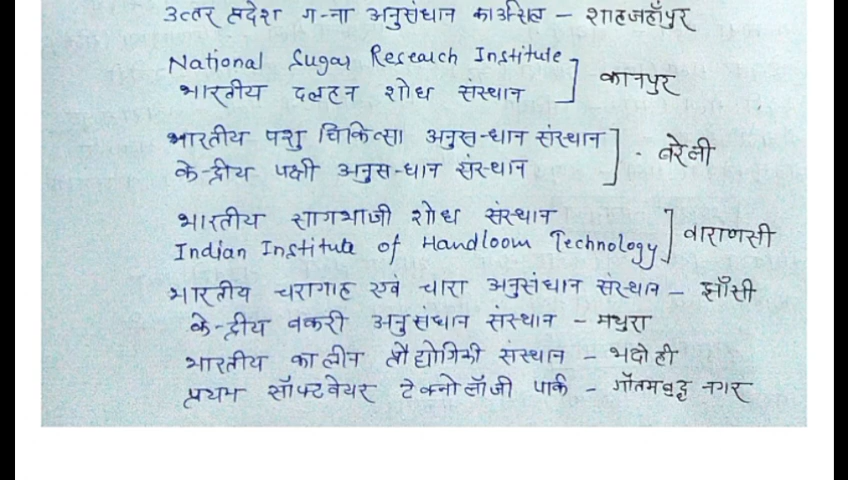 उत्तर प्रदेश गन्ना अनुसंधान काउंसिल - शाहजहाँपुर
National Sugar Research Institute
भारतीय दलहन शोध संस्थान
कानपुर
भारतीय पशु चिकित्सा अनुसन्धान संस्थान
केन्द्रीय पक्षी अनुसन्धान संस्थान
बरेली
भारतीय सागभाजी शोध संस्थान
Indian Institute of Handloom Technology
वाराणसी
भारतीय चरागाह एवं चारा अनुसंधान संस्थान - झाँसी
केन्द्रीय बकरी अनुसंधान संस्थान - मथुरा
भारतीय कालीन प्रौद्योगिकी संस्थान - भदोही
प्रथम सॉफ्टवेयर टेक्नोलॉजी पार्क - गौतमबुद्ध नगर